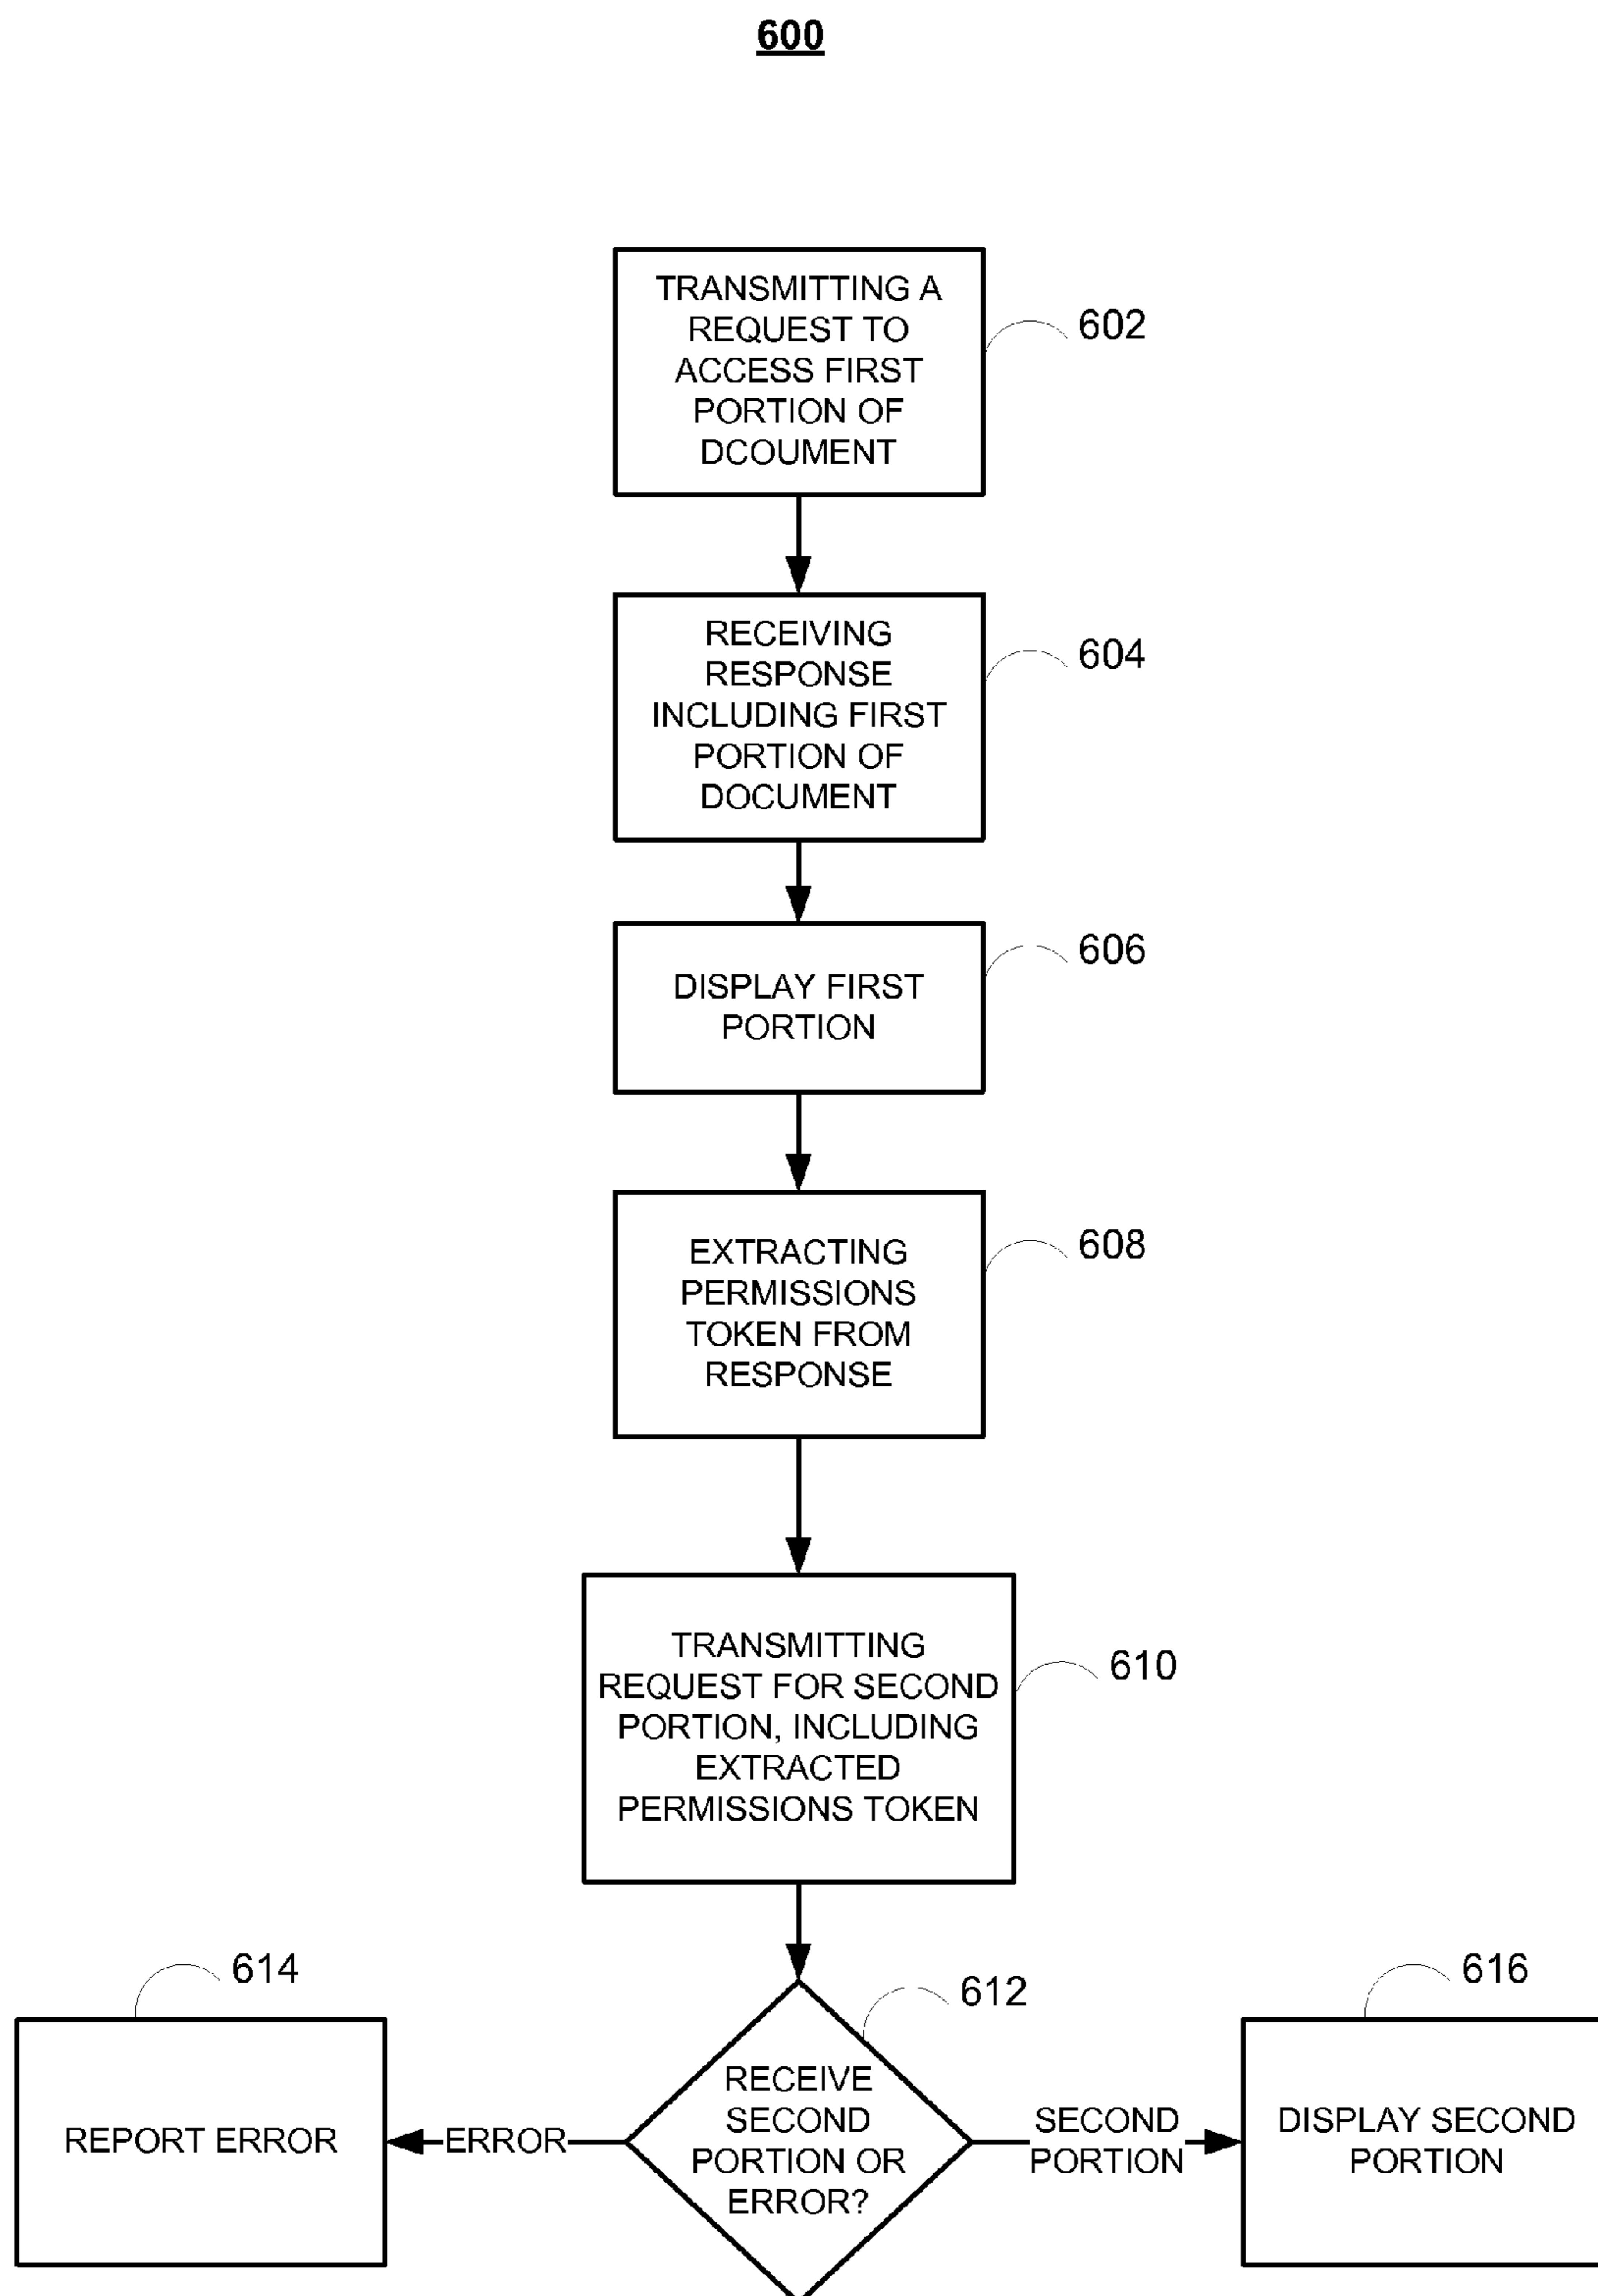 600
TRANSMITTING A
REQUEST TO
ACCESS FIRST
PORTION OF
DCOUMENT
602
RECEIVING
RESPONSE
INCLUDING FIRST
PORTION OF
DOCUMENT
604
DISPLAY FIRST
PORTION
606
EXTRACTING
PERMISSIONS
TOKEN FROM
RESPONSE
608
TRANSMITTING
REQUEST FOR SECOND
PORTION, INCLUDING
EXTRACTED
PERMISSIONS TOKEN
610
614
REPORT ERROR
ERROR
612
RECEIVE
SECOND
PORTION OR
ERROR?
SECOND
PORTION
616
DISPLAY SECOND
PORTION